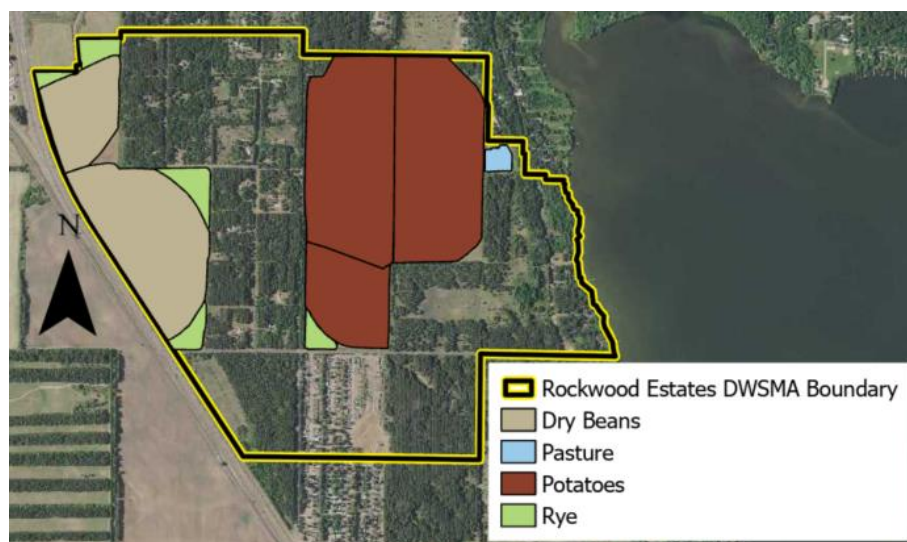 N
Rockwood Estates DWSMA Boundary
Dry Beans
Pasture
Potatoes
Rye